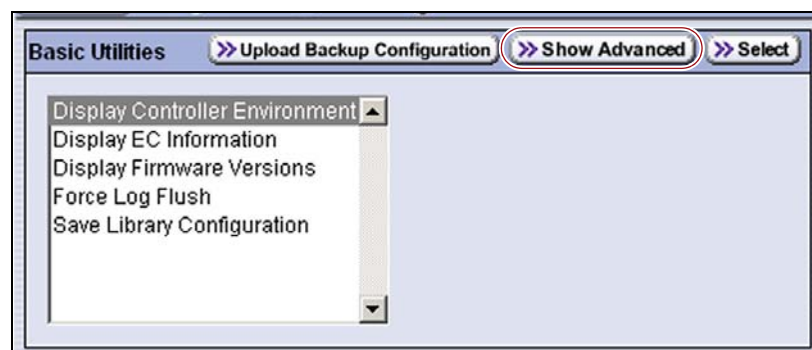 Basic Utilities >> Upload Backup Configuration >> Show Advanced >> Select
Display Controller Environment
Display EC Information
Display Firmware Versions
Force Log Flush
Save Library Configuration